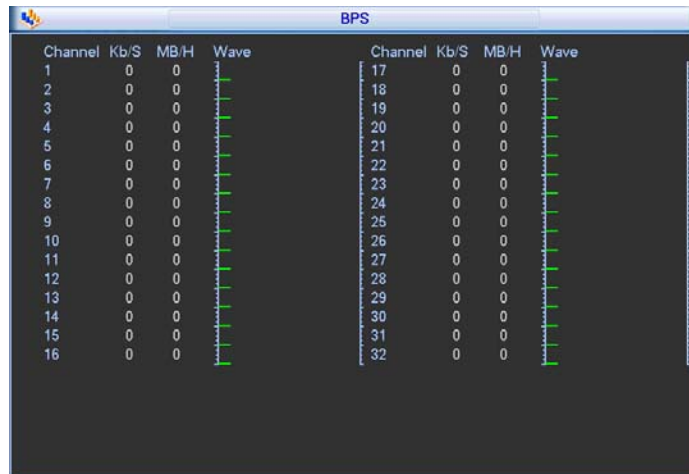 BPS
Channel Kb/S MB/H Wave Channel Kb/S MB/H Wave
1 0 0 17 0 0
2 0 0 18 0 0
3 0 0 19 0 0
4 0 0 20 0 0
5 0 0 21 0 0
6 0 0 22 0 0
7 0 0 23 0 0
8 0 0 24 0 0
9 0 0 25 0 0
10 0 0 26 0 0
11 0 0 27 0 0
12 0 0 28 0 0
13 0 0 29 0 0
14 0 0 30 0 0
15 0 0 31 0 0
16 0 0 32 0 0